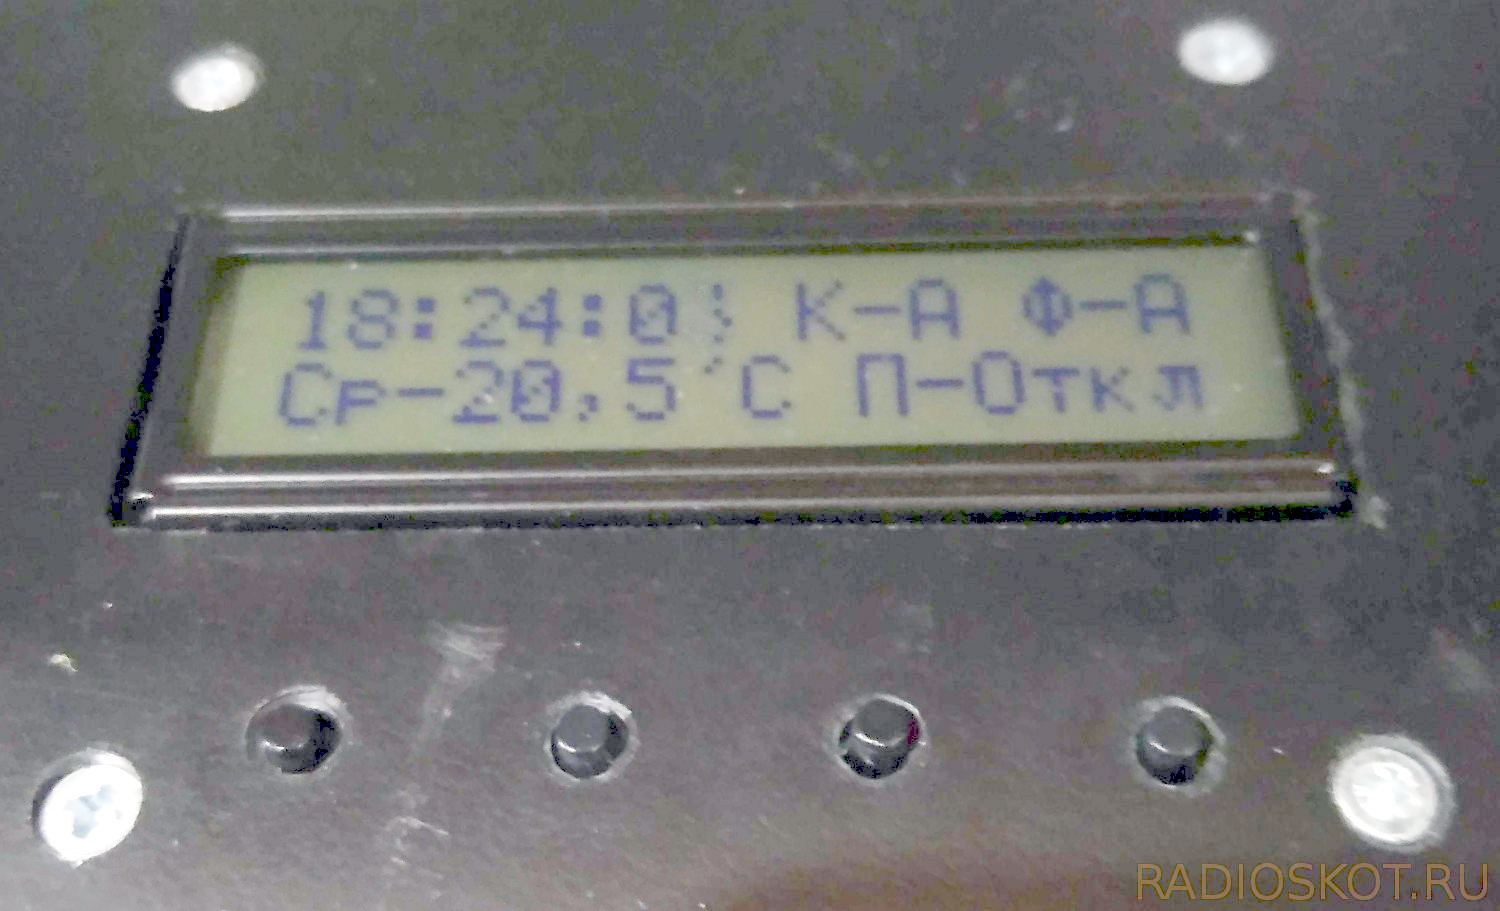 18:24:0 К-А Ф-А
Ср-20,5°С П-Откл
RADIOSKOT.RU